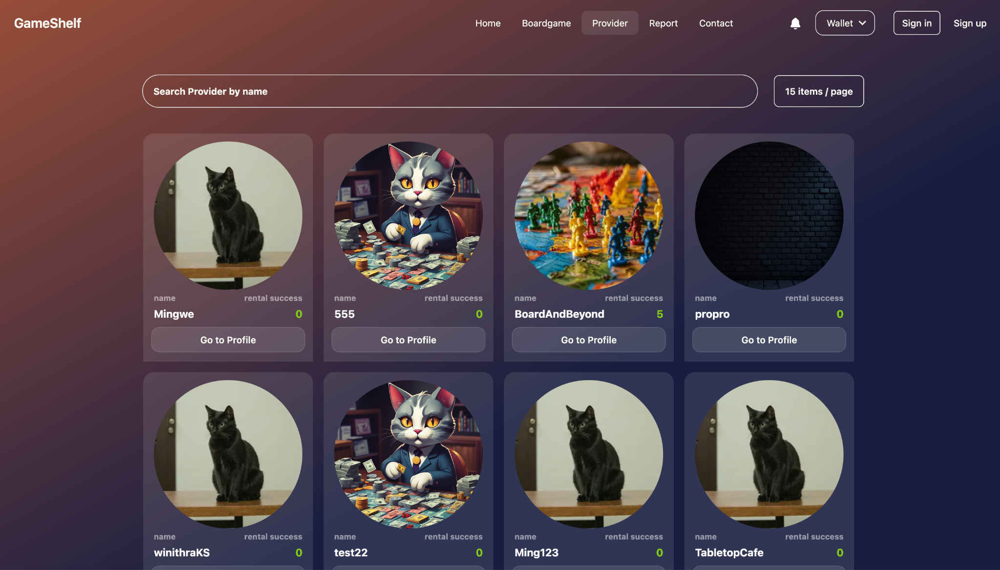 GameShelf
Home Boardgame Provider Report Contact Wallet Sign in Sign up
Search Provider by name
15 items / page
name rental success name rental success name rental success name rental success
Mingwe 0 555 0 BoardAndBeyond 5 propro 0
Go to Profile Go to Profile Go to Profile Go to Profile
name rental success name rental success name rental success name rental success
winithraKS 0 test22 0 Ming123 0 TabletopCafe 0